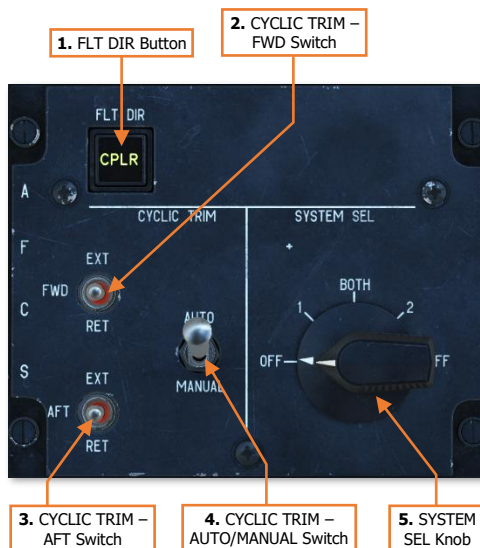 2. CYCLIC TRIM –
FWD Switch
1. FLT DIR Button
FLT DIR
CPLR
A
F
C
S
CYCLIC TRIM
SYSTEM SEL
EXT
FWD
RET
AUTO
MANUAL
EXT
AFT
RET
BOTH
1
2
OFF
FF
3. CYCLIC TRIM –
AFT Switch
4. CYCLIC TRIM –
AUTO/MANUAL Switch
5. SYSTEM
SEL Knob